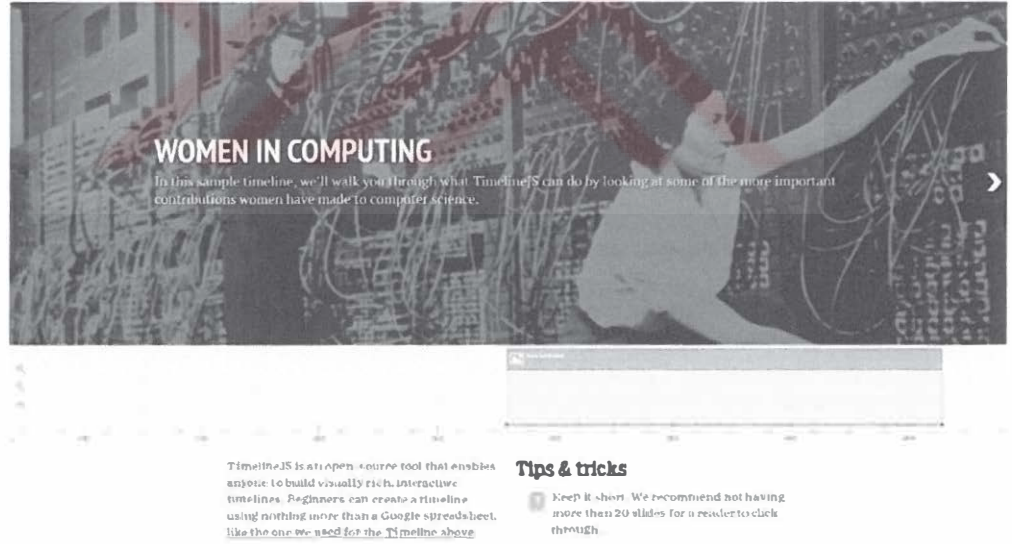 WOMEN IN COMPUTING
In this sample timeline, we'll walk you through what TimelineJS can do by looking at some of the more important
contributions women have made to computer science.
TimelineJS is an open-source tool that enables
anyone to build visually rich, interactive
timelines. Beginners can create a timeline
using nothing more than a Google spreadsheet,
like the one we used for the Timeline above
Tips & tricks
Keep it short. We recommend not having
more than 20 slides for a reader to click
through